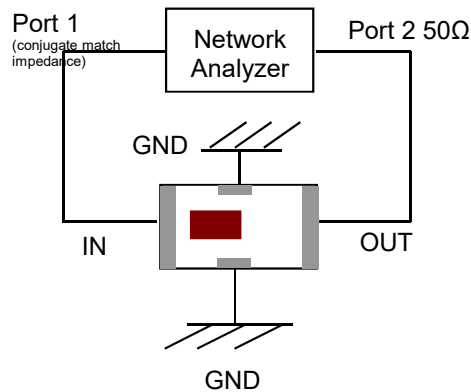 Port 1
(conjugate match
impedance)
Network
Analyzer
Port 2 50Ω
GND
IN
OUT
GND